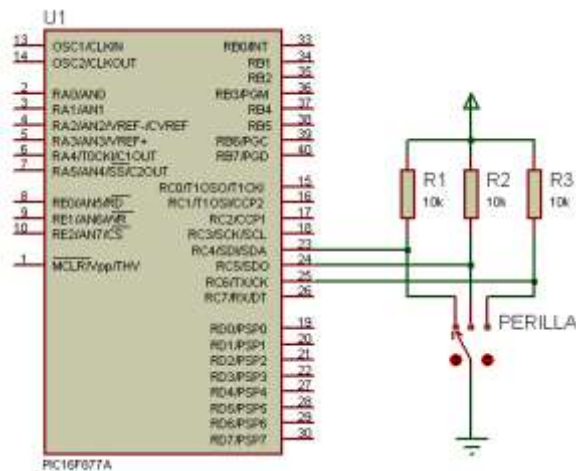 U1
13 OSC1/CLKIN RB0/INT 33
14 OSC2/CLKOUT RB1 34
RB2 35
2 RA0/AN0 RB3/PGM 36
3 RA1/AN1 RB4 37
4 RA2/AN2/VREF-/CVREF RB5 38
5 RA3/AN3/VREF+ RB6/PGC 39
6 RA4/T0CKI/C1OUT RB7/PGD 40
7 RA5/AN4/SS/C2OUT
RC0/T1OSO/T1CKI 15
8 RE0/AN5/RD RC1/T1OSI/CCP2 16
9 RE1/AN6/WR RC2/CCP1 17
10 RE2/AN7/CS RC3/SCK/SCL 18
RC4/SDI/SDA 23
1 MCLR/Vpp/THV RC5/SDO 24
RC6/TX/CK 25
RC7/RX/DT 26
RD0/PSP0 19
RD1/PSP1 20
RD2/PSP2 21
RD3/PSP3 22
RD4/PSP4 27
RD5/PSP5 28
RD6/PSP6 29
RD7/PSP7 30
PIC16F877A
R1 R2 R3
10k 10k 10k
PERILLA